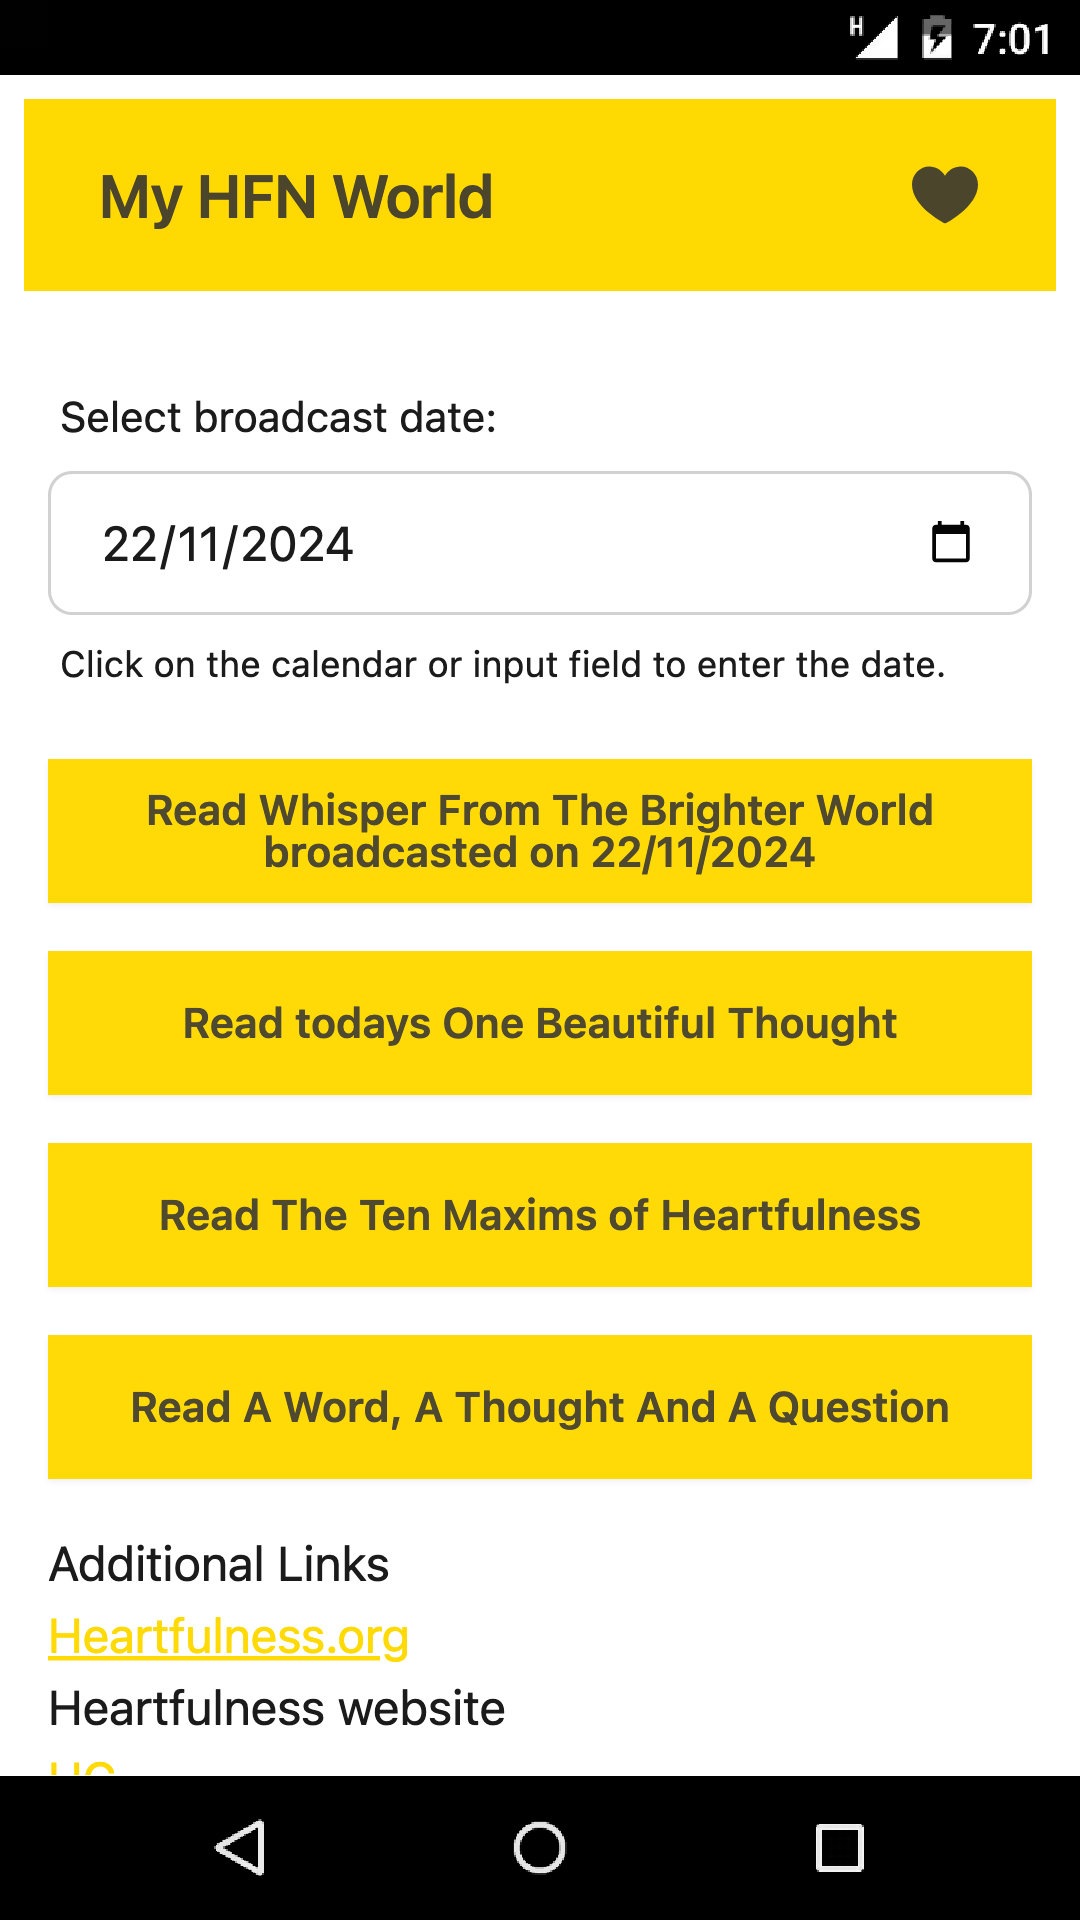 H 7:01
My HFN World
Select broadcast date:
22/11/2024
Click on the calendar or input field to enter the date.
Read Whisper From The Brighter World
broadcasted on 22/11/2024
Read todays One Beautiful Thought
Read The Ten Maxims of Heartfulness
Read A Word, A Thought And A Question
Additional Links
Heartfulness.org
Heartfulness website